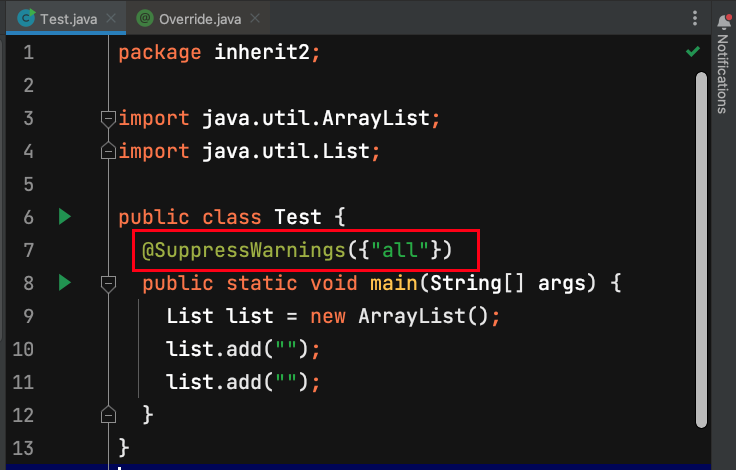 Test.java
Override.java
Notifications
1 package inherit2;
2
3 import java.util.ArrayList;
4 import java.util.List;
5
6 public class Test {
7 @SuppressWarnings({"all"})
8 public static void main(String[] args) {
9 List list = new ArrayList();
10 list.add("");
11 list.add("");
12 }
13 }